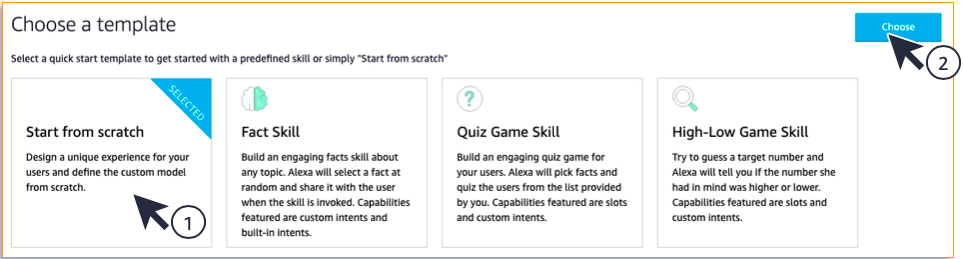 Choose a template
Choose
2
Select a quick start template to get started with a predefined skill or simply "Start from scratch"
SELECTED
Start from scratch
Design a unique experience for your
users and define the custom model
from scratch.
1
Fact Skill
Build an engaging facts skill about
any topic. Alexa will select a fact at
random and share it with the user
when the skill is invoked. Capabilities
featured are custom intents and
built-in intents.
?
Quiz Game Skill
Build an engaging quiz game for
your users. Alexa will pick facts and
quiz the users from the list provided
by you. Capabilities featured are slots
and custom intents.
High-Low Game Skill
Try to guess a target number and
Alexa will tell you if the number she
had in mind was higher or lower.
Capabilities featured are slots and
custom intents.